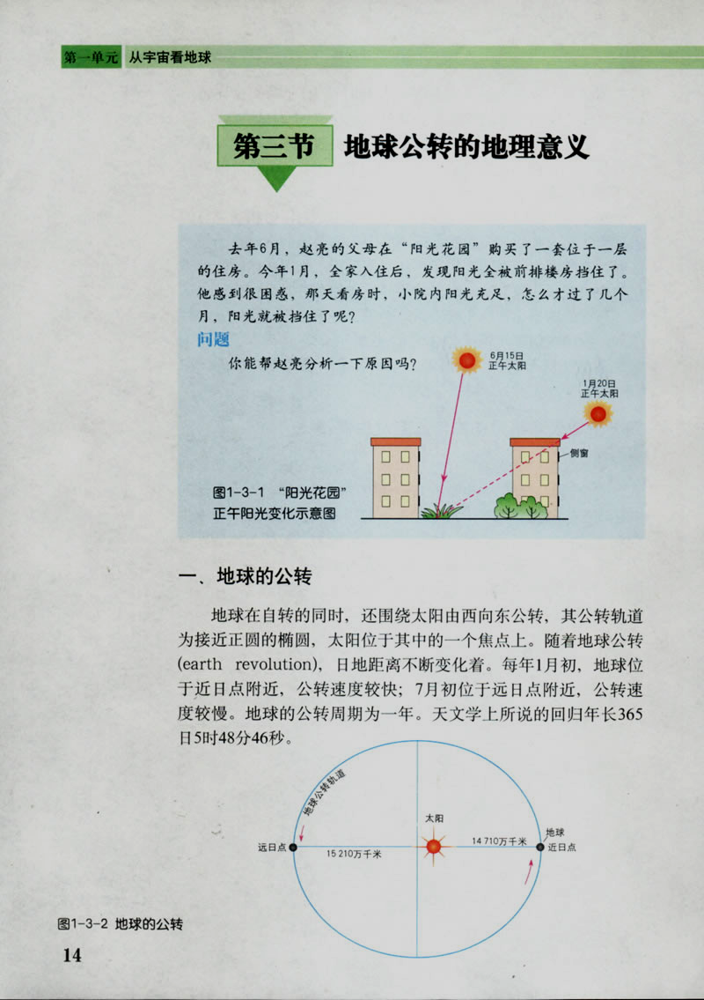 第一单元 从宇宙看地球
第三节 地球公转的地理意义
去年6月，赵亮的父母在“阳光花园”购买了一套位于一层
的住房。今年1月，全家入住后，发现阳光全被前排楼房挡住了。
他感到很困惑，那天看房时，小院内阳光充足，怎么才过了几个
月，阳光就被挡住了呢？
问题
你能帮赵亮分析一下原因吗？
6月15日
正午太阳
1月20日
正午太阳
侧窗
图1-3-1 “阳光花园”
正午阳光变化示意图
一、地球的公转
地球在自转的同时，还围绕太阳由西向东公转，其公转轨道
为接近正圆的椭圆，太阳位于其中的一个焦点上。随着地球公转
(earth revolution)，日地距离不断变化着。每年1月初，地球位
于近日点附近，公转速度较快；7月初位于远日点附近，公转速
度较慢。地球的公转周期为一年。天文学上所说的回归年长365
日5时48分46秒。
地球公转轨道
太阳
地球
远日点
15 210万千米
14 710万千米
近日点
图1-3-2 地球的公转
14